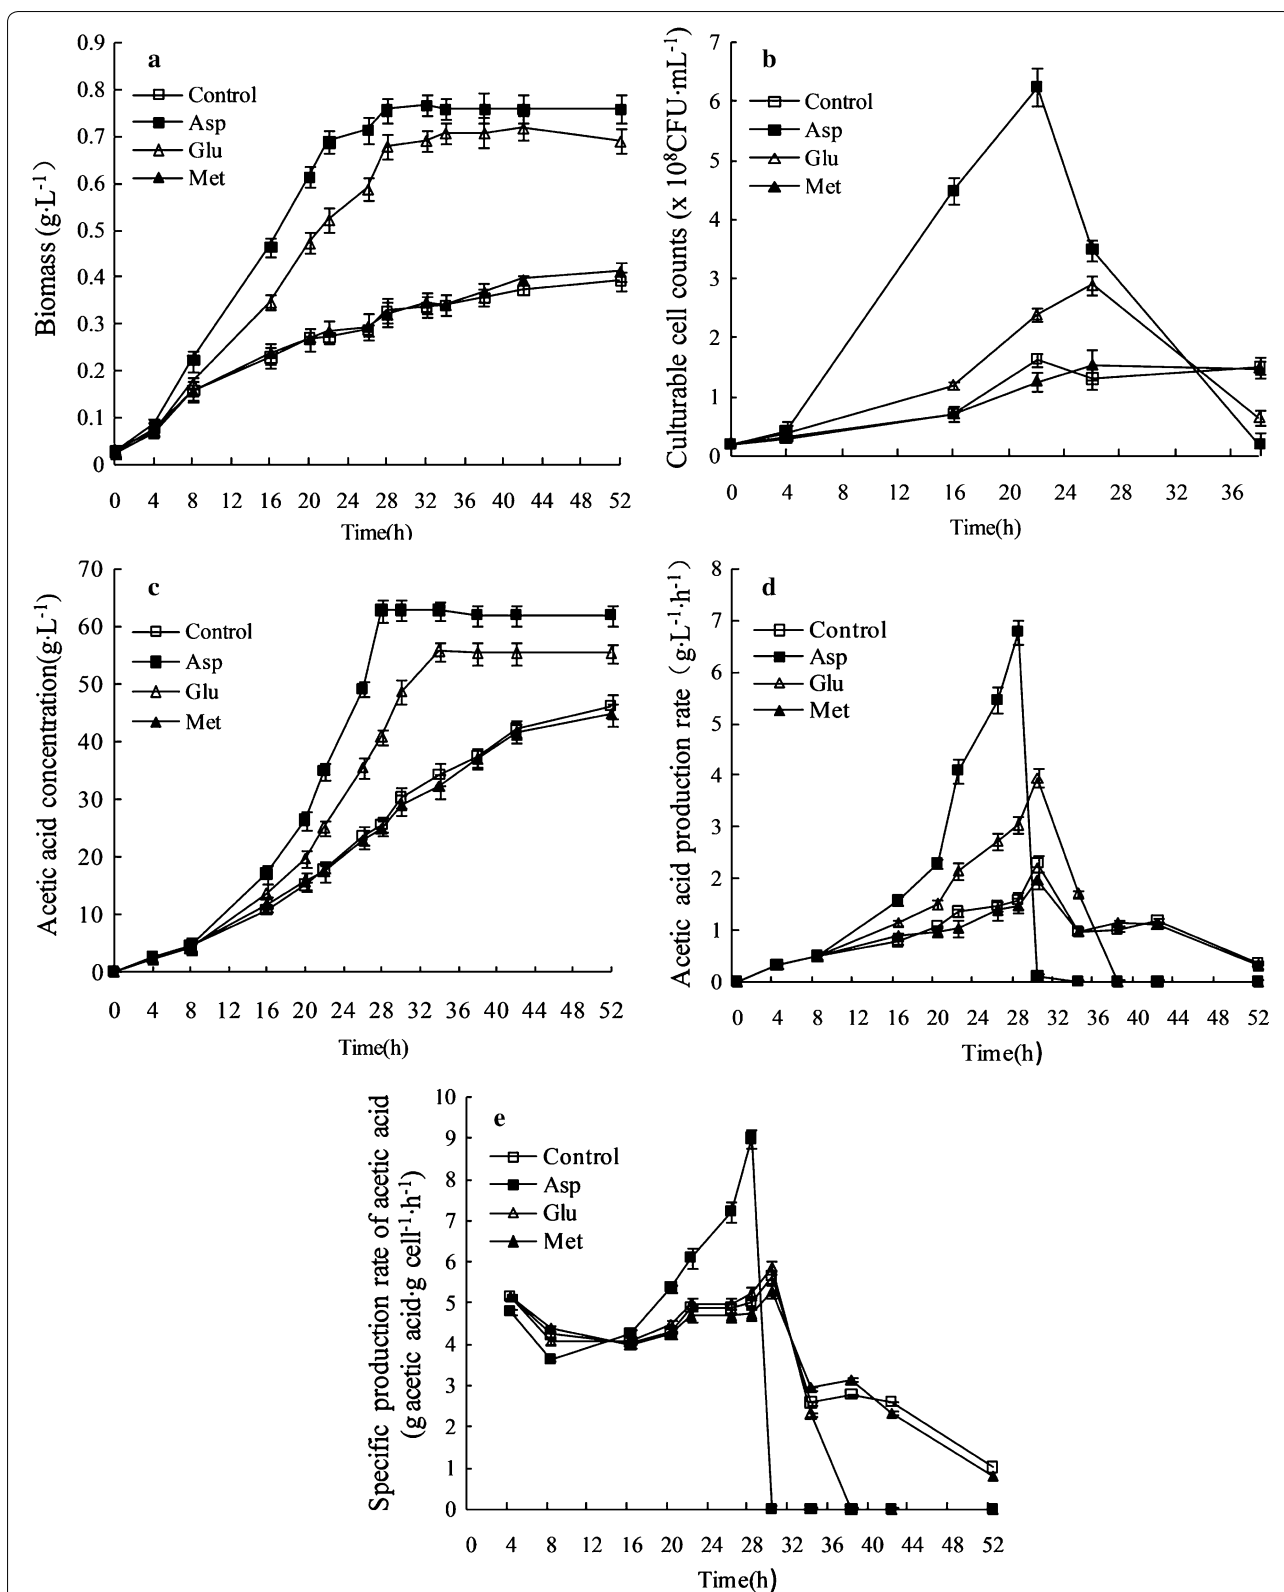 a
Biomass (g·L⁻¹)
0.9
0.8
0.7
0.6
0.5
0.4
0.3
0.2
0.1
0
Control
Asp
Glu
Met
0 4 8 12 16 20 24 28 32 36 40 44 48 52
Time(h)
b
Culturable cell counts (x 10⁸CFU·mL⁻¹)
7
6
5
4
3
2
1
0
Control
Asp
Glu
Met
0 4 16 22 26 32 36
Time(h)
c
Acetic acid concentration(g·L⁻¹)
70
60
50
40
30
20
10
0
Control
Asp
Glu
Met
0 4 8 12 16 20 24 28 32 36 40 44 48 52
Time(h)
d
Acetic acid production rate (g·L⁻¹·h⁻¹)
8
7
6
5
4
3
2
1
0
Control
Asp
Glu
Met
0 4 8 12 16 20 24 28 32 36 40 44 48 52
Time(h)
e
Specific production rate of acetic acid
(g acetic acid·g cell⁻¹·h⁻¹)
10
9
8
7
6
5
4
3
2
1
0
Control
Asp
Glu
Met
0 4 8 12 16 20 24 28 32 36 40 44 48 52
Time(h)